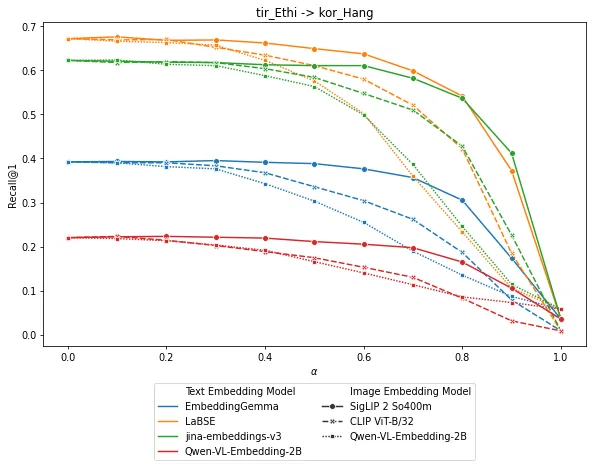 tir_Ethi -> kor_Hang
Recall@1
0.7
0.6
0.5
0.4
0.3
0.2
0.1
0.0
0.0 0.2 0.4 0.6 0.8 1.0
α
Text Embedding Model Image Embedding Model
EmbeddingGemma SigLIP 2 So400m
LaBSE CLIP ViT-B/32
jina-embeddings-v3 Qwen-VL-Embedding-2B
Qwen-VL-Embedding-2B